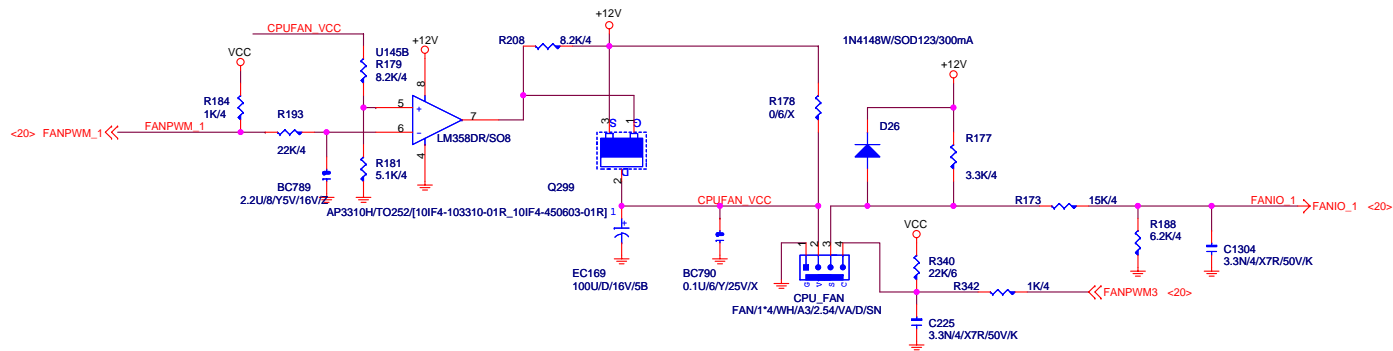 CPUFAN_VCC
VCC
R184
1K/4
<20> FANPWM_1
FANPWM_1
R193
22K/4
BC789
2.2U/8/Y5V/16V/Z
U145B
R179
8.2K/4
+12V
8
5
+
6
-
7
4
LM358DR/SO8
R181
5.1K/4
R208
8.2K/4
+12V
3
S
1
G
D
2
Q299
AP3310H/TO252/[10IF4-103310-01R_10IF4-450603-01R]
1
+
EC169
100U/D/16V/5B
CPUFAN_VCC
BC790
0.1U/6/Y/25V/X
R178
0/6/X
1N4148W/SOD123/300mA
+12V
D26
R177
3.3K/4
1
2
3
4
G
V
S
C
CPU_FAN
FAN/1*4/WH/A3/2.54/VA/D/SN
VCC
R340
22K/6
R342
1K/4
FANPWM3 <20>
C225
3.3N/4/X7R/50V/K
R173
15K/4
R188
6.2K/4
C1304
3.3N/4/X7R/50V/K
FANIO_1
FANIO_1 <20>